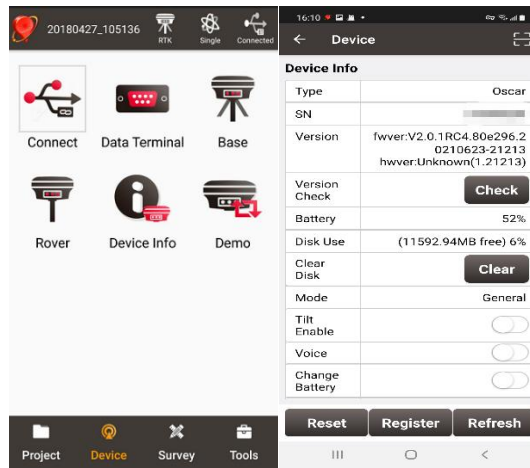 20180427_105136
RTK
Single
Connected
Connect
Data Terminal
Base
Rover
Device Info
Demo
Project
Device
Survey
Tools
16:10
Device
Device Info
Type
Oscar
SN
Version
fwver:V2.0.1RC4.80e296.2
0210623-21213
hwver:Unknown(1.21213)
Version
Check
Check
Battery
52%
Disk Use
(11592.94MB free) 6%
Clear
Disk
Clear
Mode
General
Tilt
Enable
Voice
Change
Battery
Reset
Register
Refresh